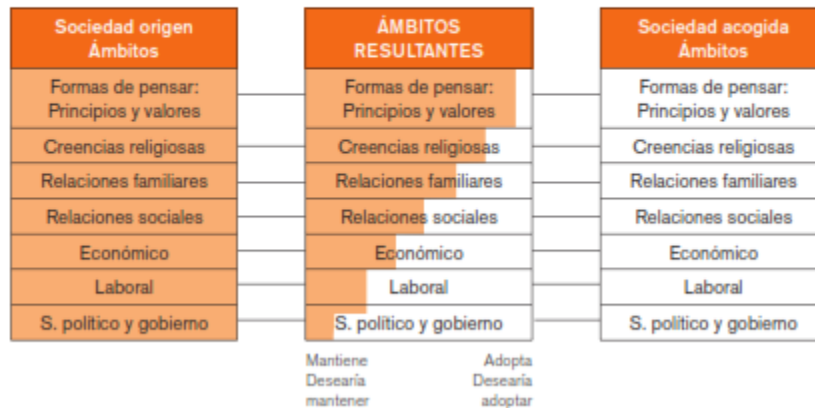 Sociedad origen
Ámbitos
ÁMBITOS
RESULTANTES
Sociedad acogida
Ámbitos
Formas de pensar:
Principios y valores
Formas de pensar:
Principios y valores
Formas de pensar:
Principios y valores
Creencias religiosas
Creencias religiosas
Creencias religiosas
Relaciones familiares
Relaciones familiares
Relaciones familiares
Relaciones sociales
Relaciones sociales
Relaciones sociales
Económico
Económico
Económico
Laboral
Laboral
Laboral
S. político y gobierno
S. político y gobierno
S. político y gobierno
Mantiene
Desearía
mantener
Adopta
Desearía
adoptar